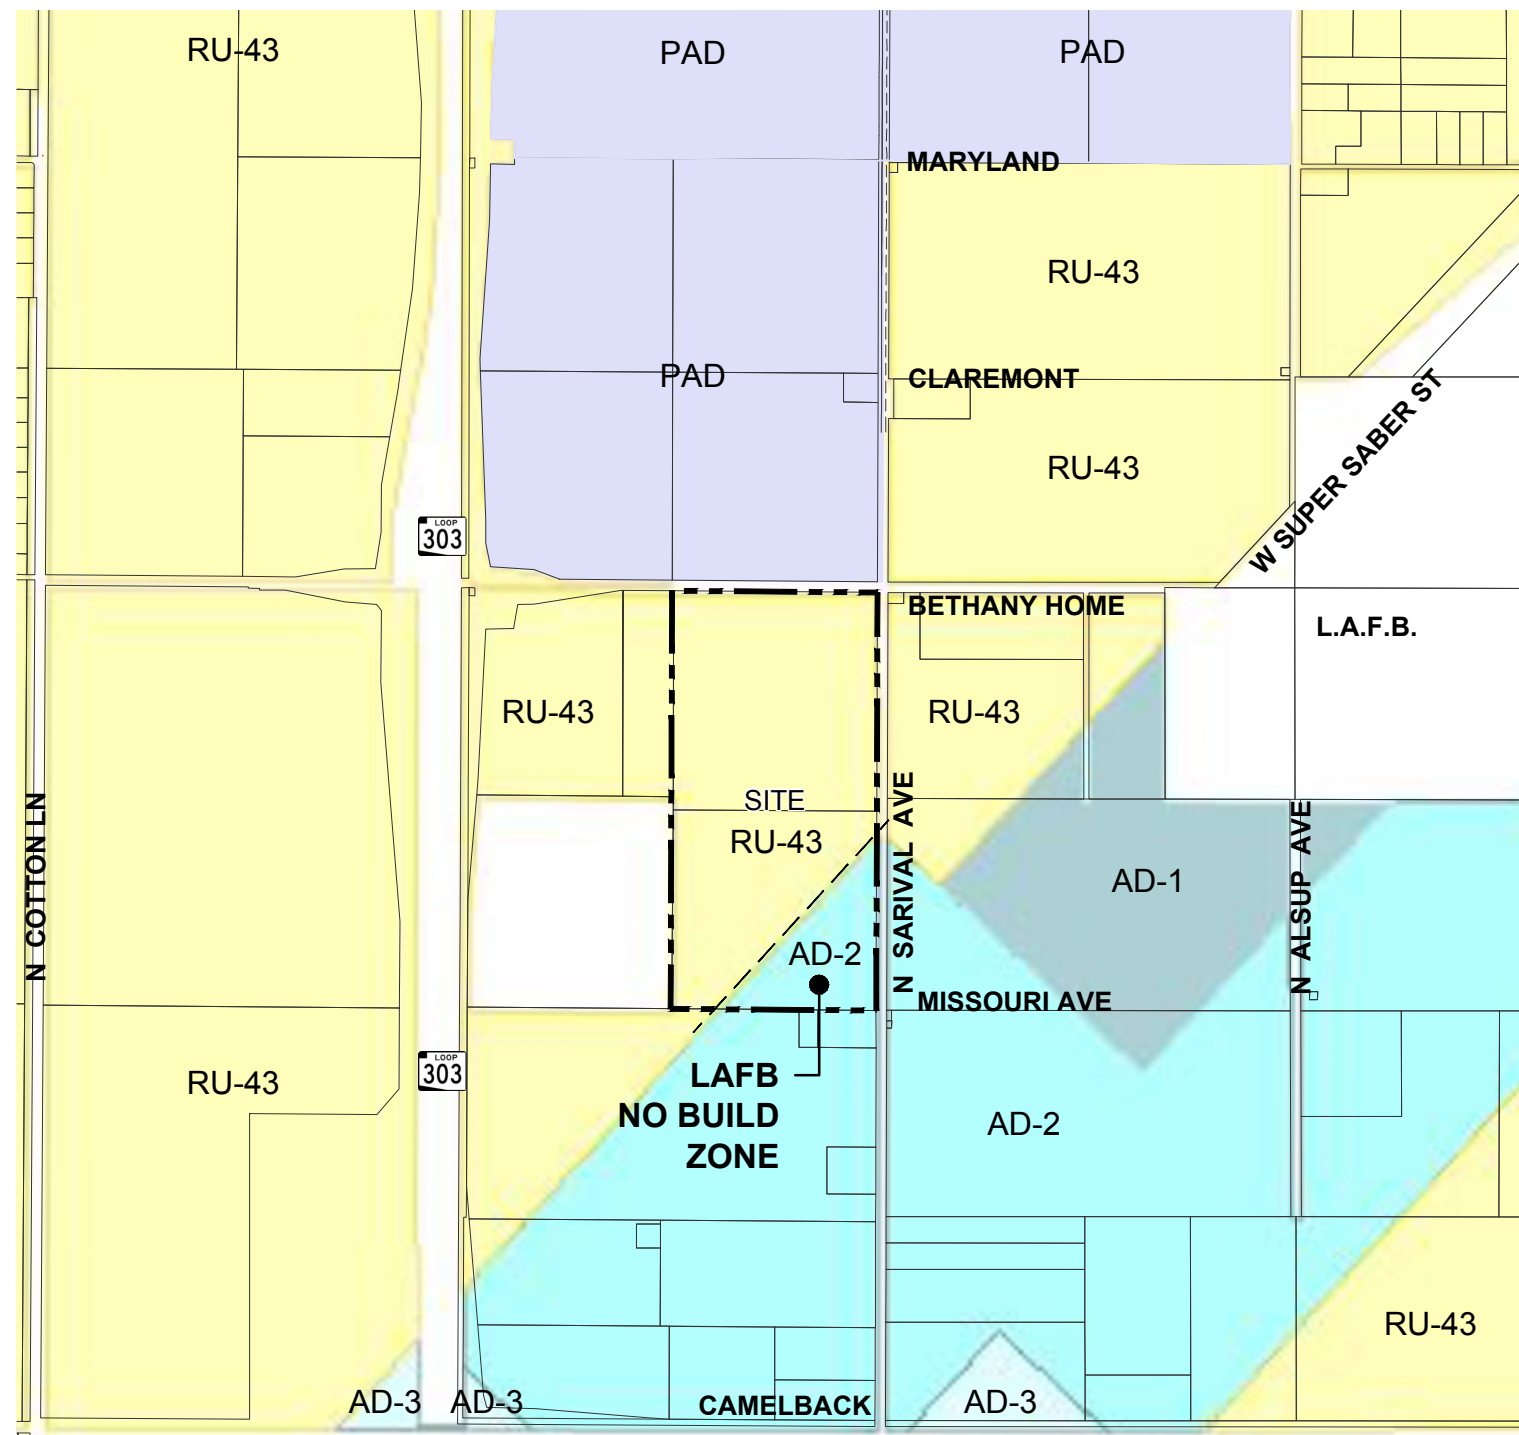 RU-43
PAD
PAD
MARYLAND
RU-43
PAD
CLAREMONT
RU-43
W SUPER SABER ST
LOOP
303
BETHANY HOME
L.A.F.B.
RU-43
RU-43
SITE
RU-43
N SARIVAL AVE
N COTTON LN
AD-1
N ALSUP AVE
AD-2
MISSOURI AVE
LOOP
303
RU-43
LAFB
NO BUILD
ZONE
AD-2
RU-43
AD-3
AD-3
CAMELBACK
AD-3